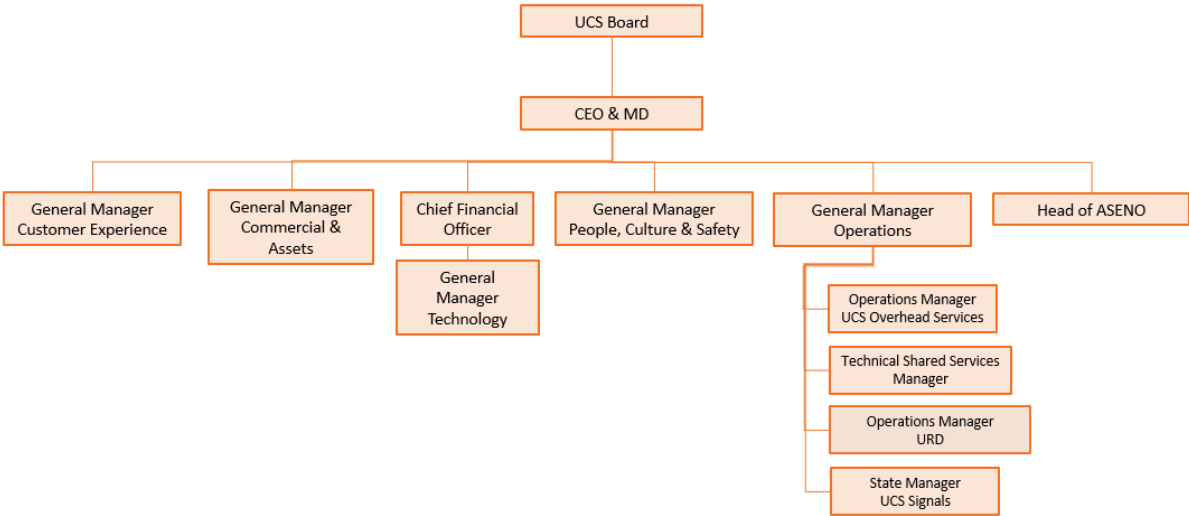 UCS Board
CEO & MD
General Manager
Customer Experience
General Manager
Commercial &
Assets
Chief Financial
Officer
General Manager
People, Culture & Safety
General Manager
Operations
Head of ASENO
General
Manager
Technology
Operations Manager
UCS Overhead Services
Technical Shared Services
Manager
Operations Manager
URD
State Manager
UCS Signals